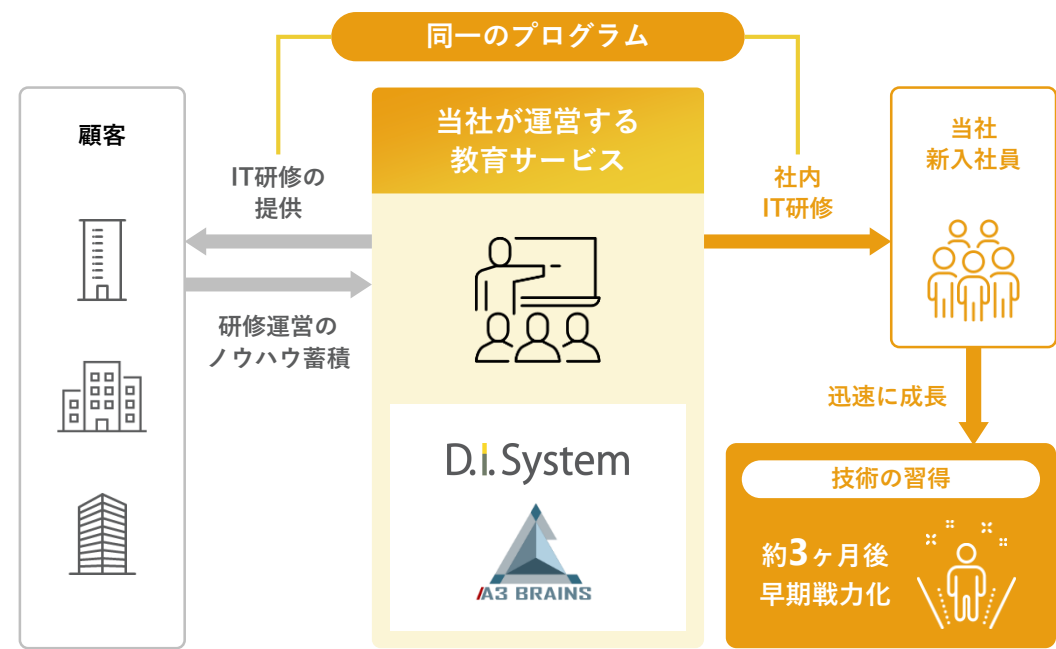 同一のプログラム
顧客
IT研修の
提供
研修運営の
ノウハウ蓄積
当社が運営する
教育サービス
D.i.System
A3 BRAINS
社内
IT研修
当社
新入社員
迅速に成長
技術の習得
約3ヶ月後
早期戦力化